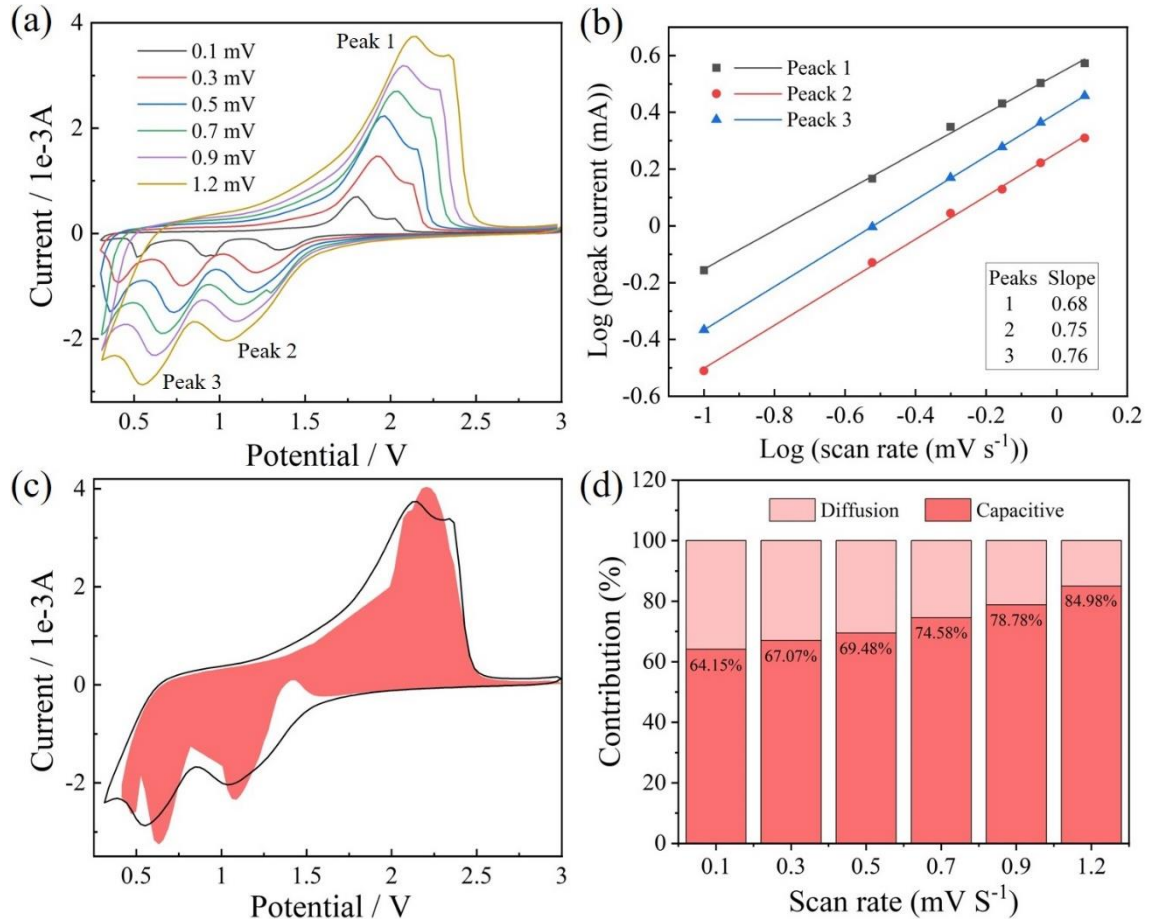 (a)
4
2
0
-2
Current / 1e-3A
0.1 mV
0.3 mV
0.5 mV
0.7 mV
0.9 mV
1.2 mV
Peak 1
Peak 2
Peak 3
0.5 1 1.5 2 2.5 3
Potential / V
(b)
0.6
0.4
0.2
0
-0.2
-0.4
-0.6
Log (peak current (mA))
Peack 1
Peack 2
Peack 3
Peaks Slope
1 0.68
2 0.75
3 0.76
-1 -0.8 -0.6 -0.4 -0.2 0 0.2
Log (scan rate (mV s⁻¹))
(c)
4
2
0
-2
Current / 1e-3A
0.5 1 1.5 2 2.5 3
Potential / V
(d)
120
100
80
60
40
20
0
Contribution (%)
Diffusion Capacitive
64.15% 67.07% 69.48% 74.58% 78.78% 84.98%
0.1 0.3 0.5 0.7 0.9 1.2
Scan rate (mV S⁻¹)